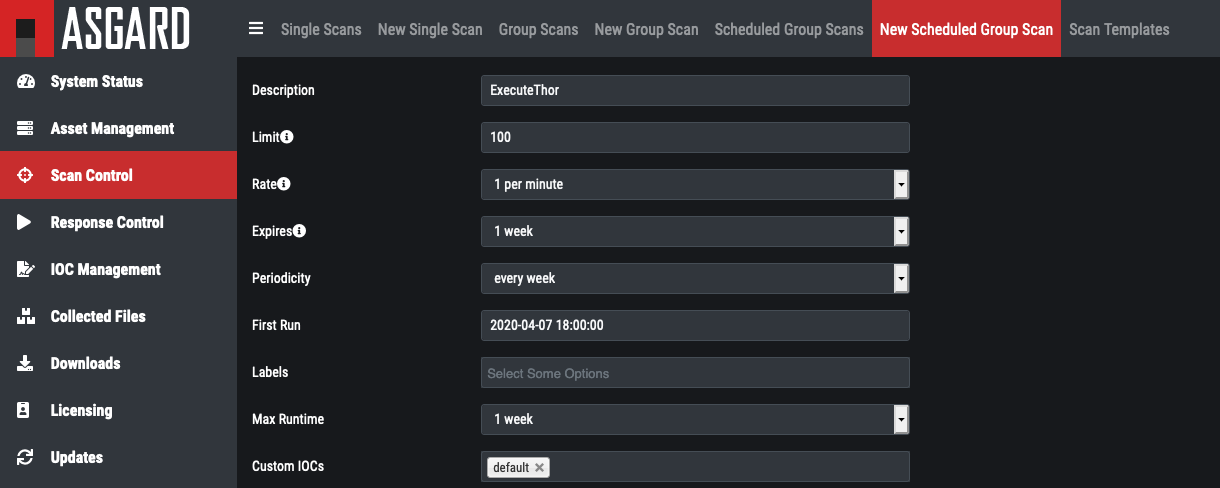 ASGARD
Single Scans New Single Scan Group Scans New Group Scan Scheduled Group Scans New Scheduled Group Scan Scan Templates
System Status
Asset Management
Scan Control
Response Control
IOC Management
Collected Files
Downloads
Licensing
Updates
Description ExecuteThor
Limit 100
Rate 1 per minute
Expires 1 week
Periodicity every week
First Run 2020-04-07 18:00:00
Labels Select Some Options
Max Runtime 1 week
Custom IOCs default